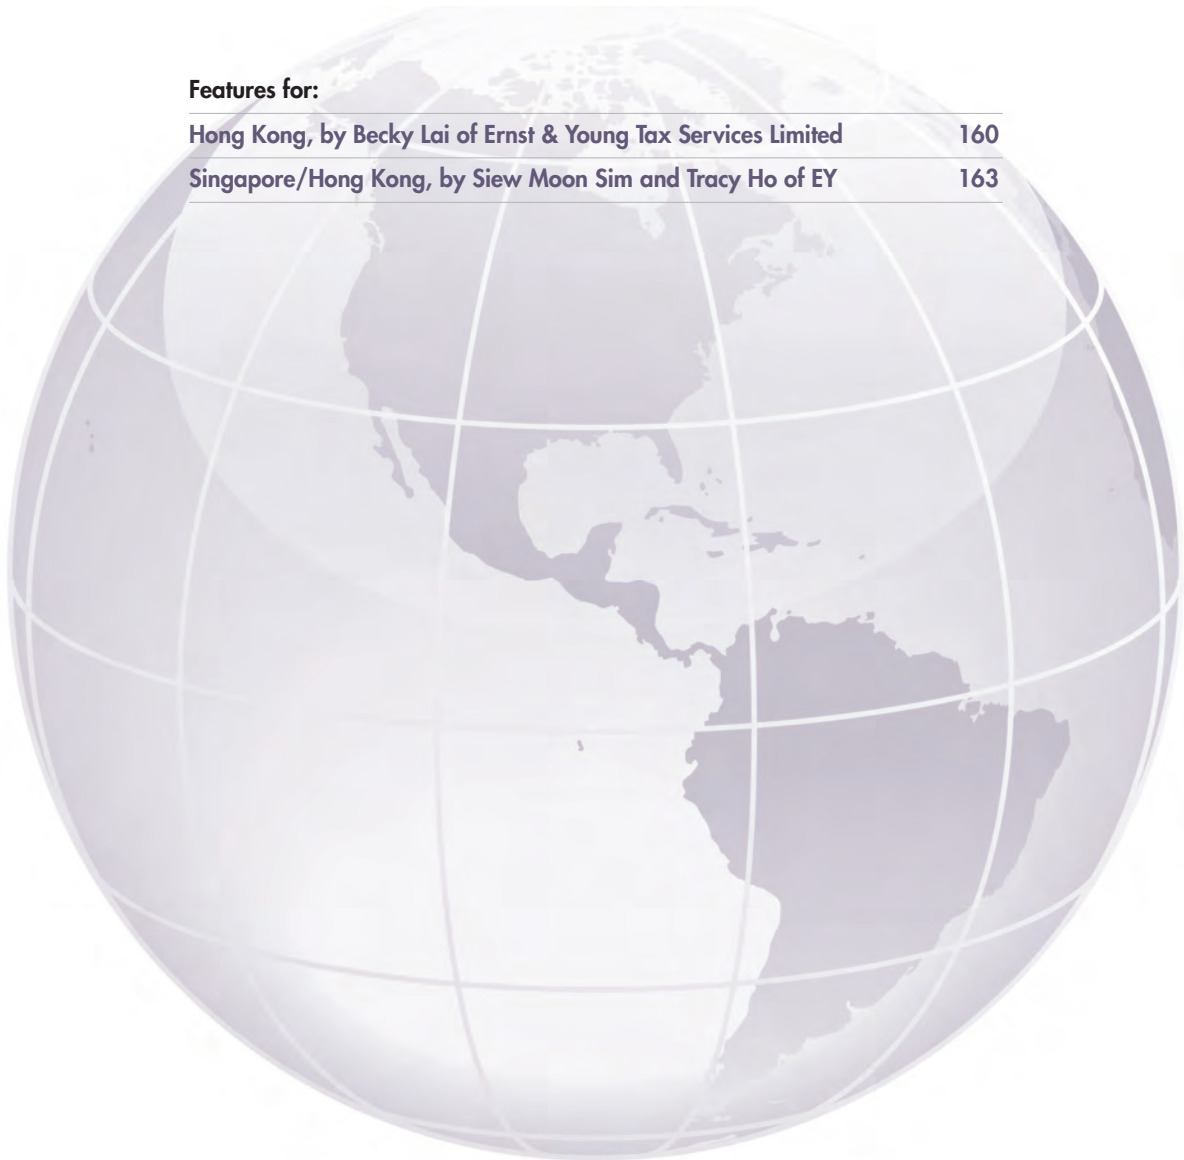 Features for:
Hong Kong, by Becky Lai of Ernst & Young Tax Services Limited 160
Singapore/Hong Kong, by Siew Moon Sim and Tracy Ho of EY 163